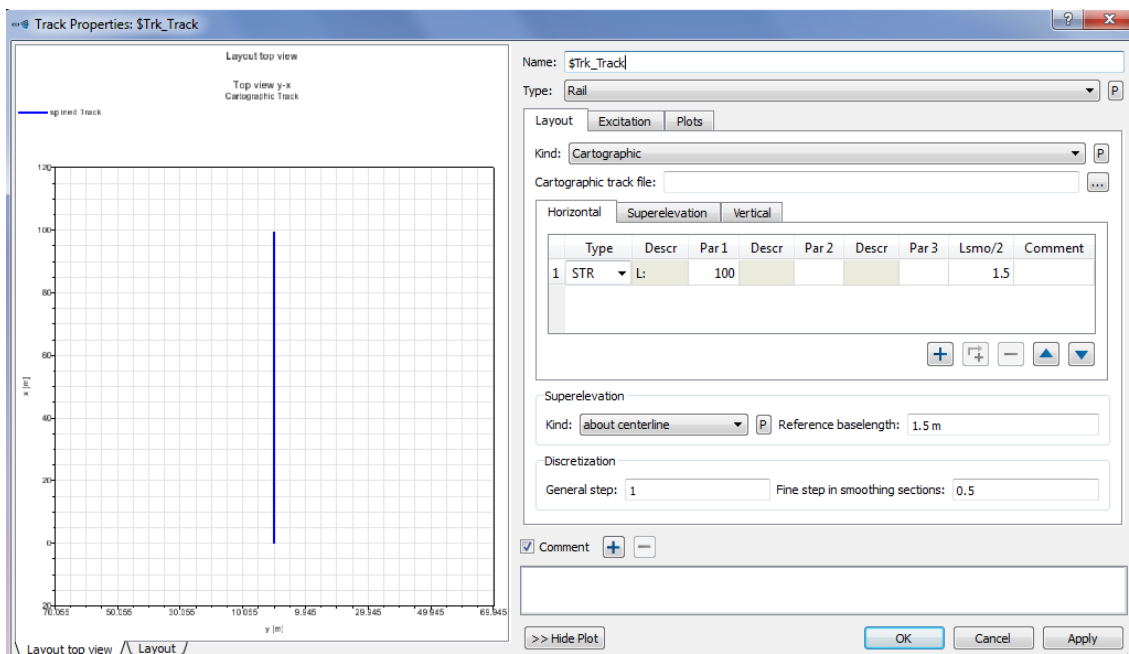 Track Properties: $Trk_Track
Layout top view
Top view y-x
Cartographic Track
splined Track
120
100
80
60
40
20
0
20
x [m]
70.055 50.055 30.055 10.055 9.945 29.945 49.945 69.945
y [m]
Layout top view Layout
Name: $Trk_Track
Type: Rail P
Layout Excitation Plots
Kind: Cartographic P
Cartographic track file: ...
Horizontal Superelevation Vertical
Type Descr Par 1 Descr Par 2 Descr Par 3 Lsmo/2 Comment
1 STR L: 100 1.5
Superelevation
Kind: about centerline P Reference baselength: 1.5 m
Discretization
General step: 1 Fine step in smoothing sections: 0.5
Comment
>> Hide Plot OK Cancel Apply